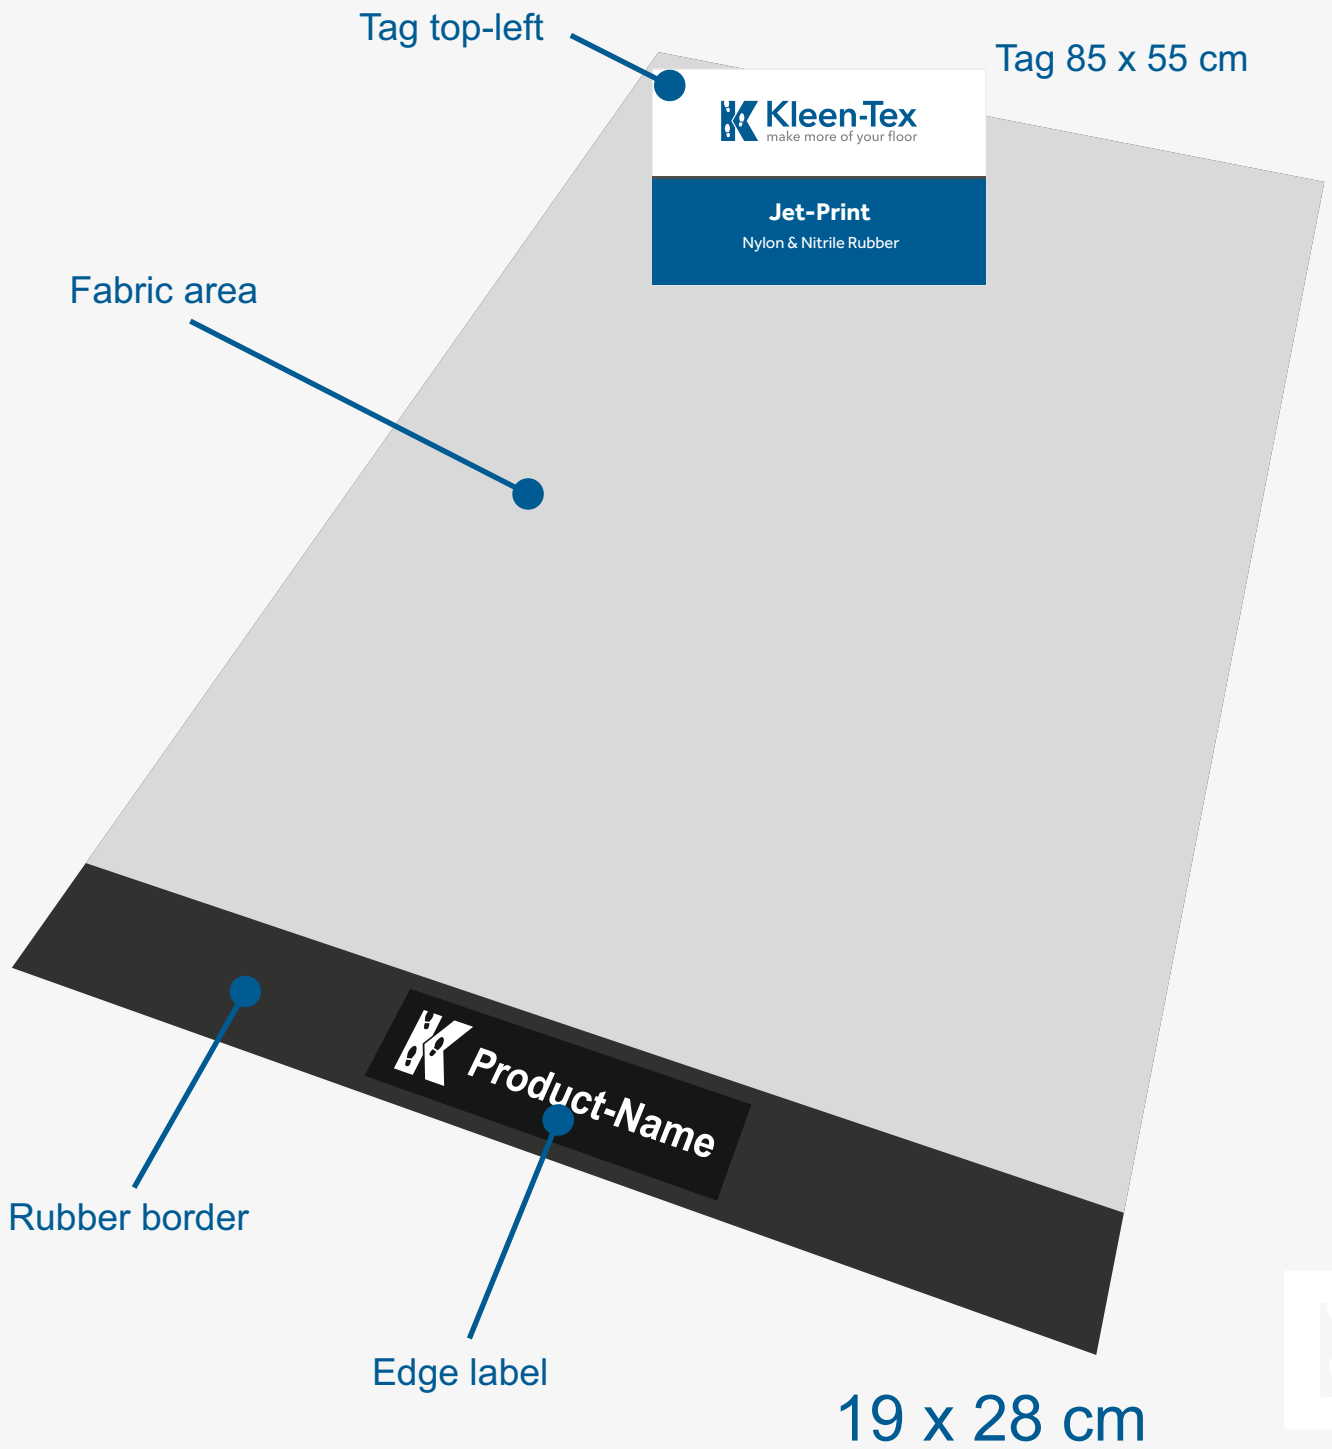 Tag top-left
Tag 85 x 55 cm
Kleen-Tex
make more of your floor
Jet-Print
Nylon & Nitrile Rubber
Fabric area
Product-Name
Rubber border
Edge label
19 x 28 cm